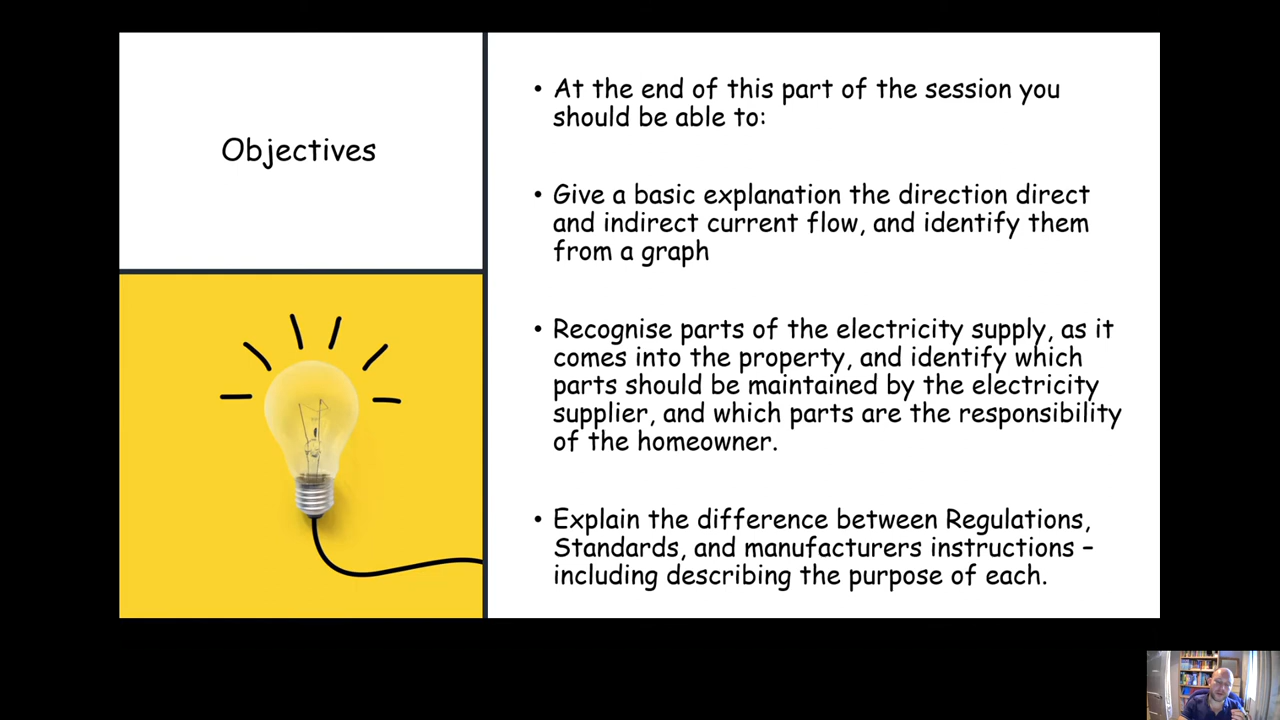 Objectives
• At the end of this part of the session you
should be able to:
• Give a basic explanation the direction direct
and indirect current flow, and identify them
from a graph
• Recognise parts of the electricity supply, as it
comes into the property, and identify which
parts should be maintained by the electricity
supplier, and which parts are the responsibility
of the homeowner.
• Explain the difference between Regulations,
Standards, and manufacturers instructions –
including describing the purpose of each.